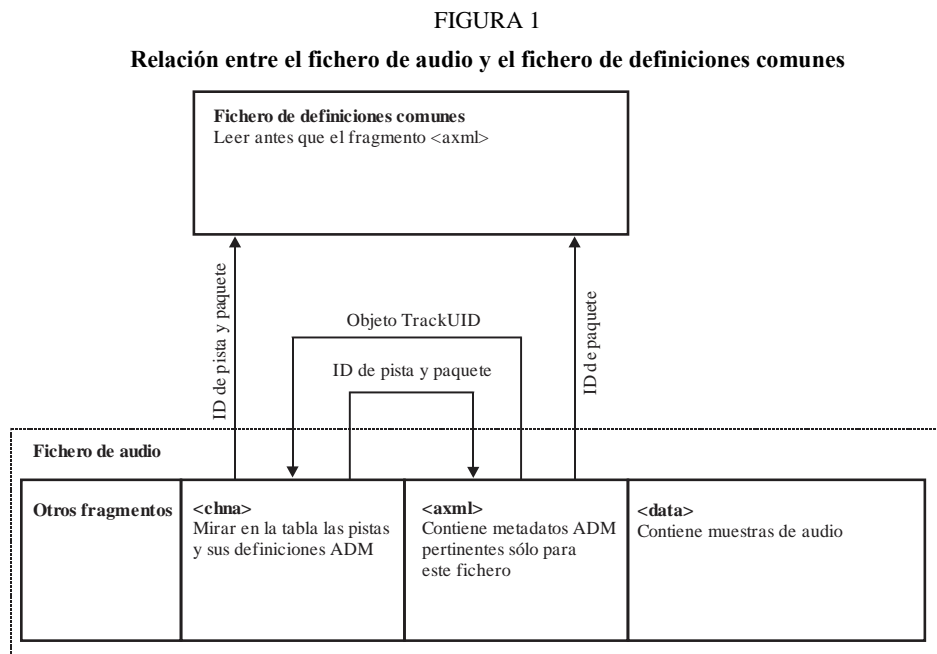 FIGURA 1
Relación entre el fichero de audio y el fichero de definiciones comunes
Fichero de definiciones comunes
Leer antes que el fragmento <axml>
ID de pista y paquete
Objeto TrackUID
ID de pista y paquete
ID de paquete
Fichero de audio
Otros fragmentos
<chna>
Mirar en la tabla las pistas
y sus definiciones ADM
<axml>
Contiene metadatos ADM
pertinentes sólo para
este fichero
<data>
Contiene muestras de audio